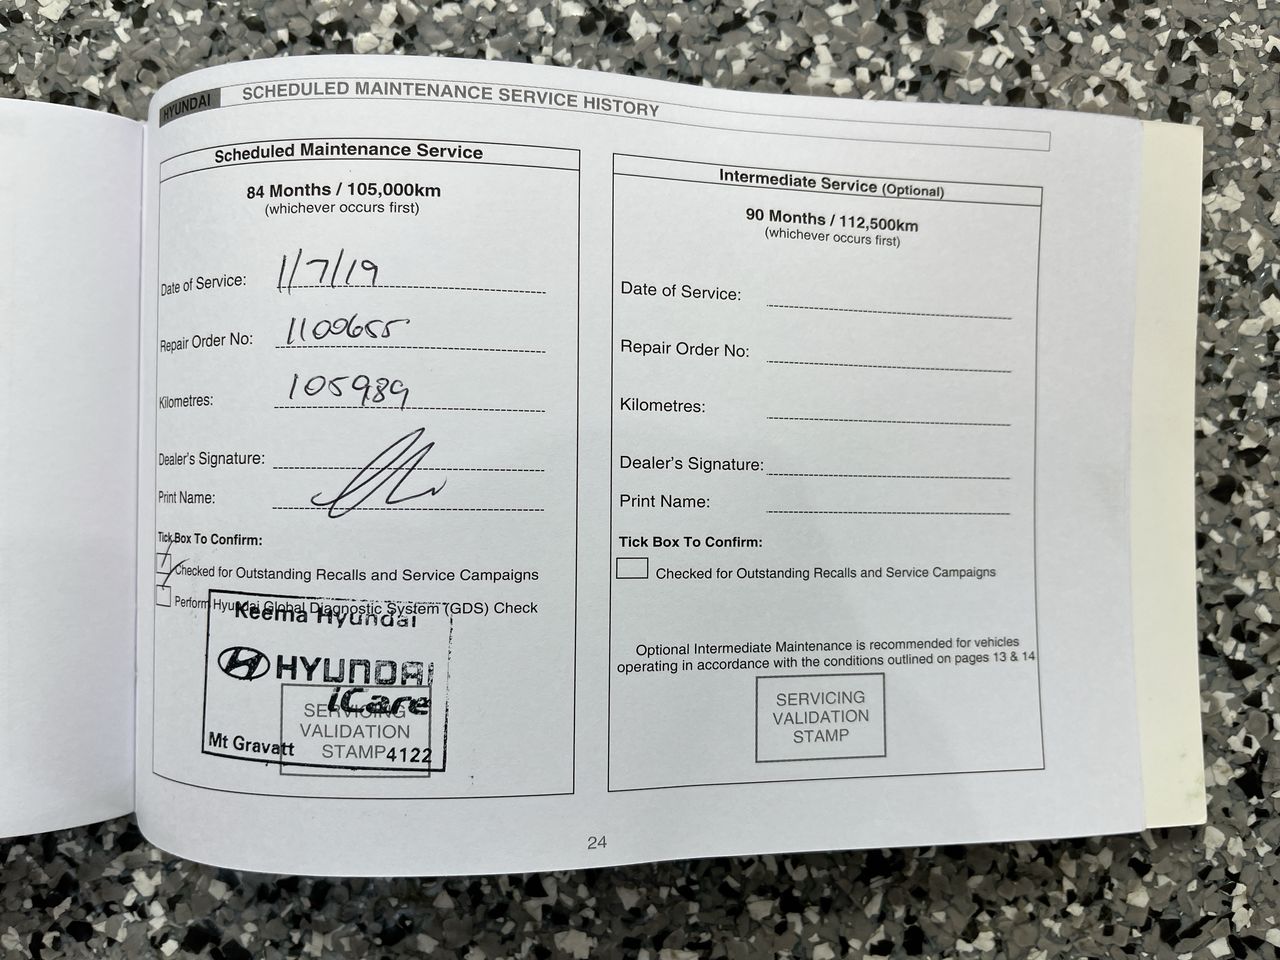 HYUNDAI SCHEDULED MAINTENANCE SERVICE HISTORY
Scheduled Maintenance Service
84 Months / 105,000km
(whichever occurs first)
Date of Service: 1/7/19
Repair Order No: 1100655
Kilometres: 105989
Dealer's Signature:
Print Name:
Tick Box To Confirm:
Checked for Outstanding Recalls and Service Campaigns
Perform Hyundai Global Diagnostic System (GDS) Check
Keema Hyundai
HYUNDAI
iCare
SERVICING
VALIDATION
STAMP
Mt Gravatt 4122
Intermediate Service (Optional)
90 Months / 112,500km
(whichever occurs first)
Date of Service:
Repair Order No:
Kilometres:
Dealer's Signature:
Print Name:
Tick Box To Confirm:
Checked for Outstanding Recalls and Service Campaigns
Optional Intermediate Maintenance is recommended for vehicles
operating in accordance with the conditions outlined on pages 13 & 14
SERVICING
VALIDATION
STAMP
24